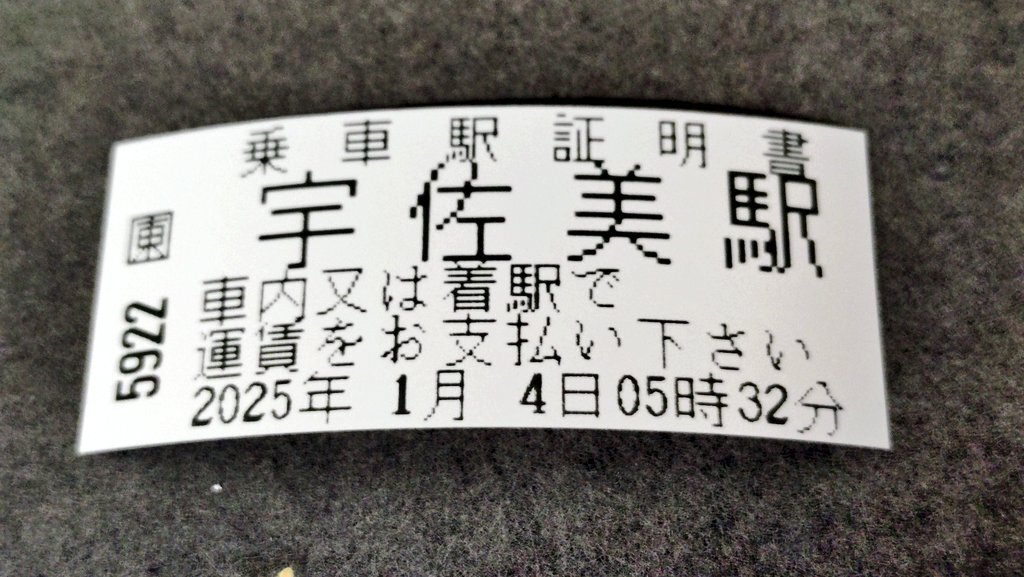 乗車駅証明書
宇佐美駅
車内又は着駅で
運賃をお支払い下さい
2025年 1月 4日05時32分
東
5922